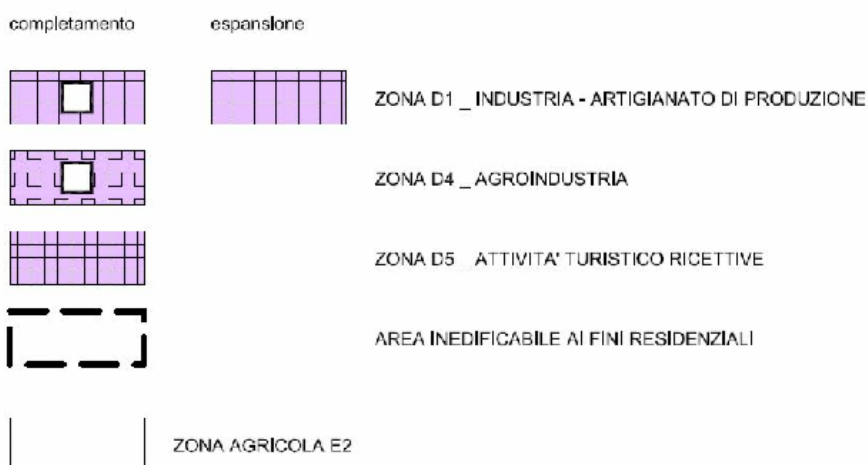 completamento espansione
ZONA D1 _ INDUSTRIA - ARTIGIANATO DI PRODUZIONE
ZONA D4 _ AGROINDUSTRIA
ZONA D5 _ ATTIVITA' TURISTICO RICETTIVE
AREA INEDIFICABILE AI FINI RESIDENZIALI
ZONA AGRICOLA E2